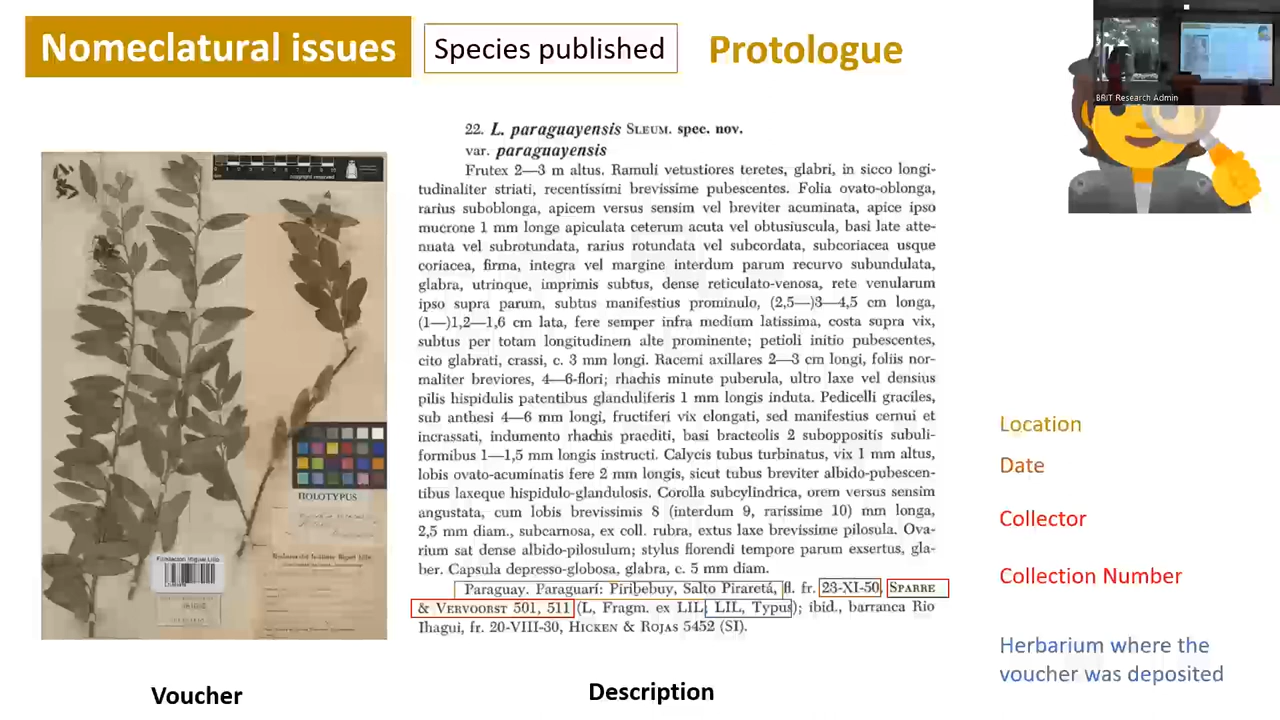 Nomeclatural issues
Species published
Protologue
BRIT Research Admin
22. L. paraguayensis SLEUM. spec. nov.
var. paraguayensis
Frutex 2—3 m altus. Ramuli vetustiores teretes, glabri, in sicco longi-
tudinaliter striati, recentissimi brevissime pubescentes. Folia ovato-oblonga,
rarius suboblonga, apicem versus sensim vel breviter acuminata, apice ipso
mucrone 1 mm longe apiculata ceterum acuta vel obtusiuscula, basi late atte-
nuata vel subrotundata, rarius rotundata vel subcordata, subcoriacea usque
coriacea, firma, integra vel margine interdum parum recurvo subundulata,
glabra, utrinque, imprimis subtus, dense reticulato-venosa, rete venularum
ipso supra parum, subtus manifestius prominulo, (2,5—)3—4,5 cm longa,
(1—)1,2—1,6 cm lata, fere semper infra medium latissima, costa supra vix,
subtus per totam longitudinem alte prominente; petioli initio pubescentes,
cito glabrati, crassi, c. 3 mm longi. Racemi axillares 2—3 cm longi, foliis nor-
maliter breviores, 4—6-flori; rhachis minute puberula, ultro laxe vel densius
pilis hispidulis patentibus glanduliferis 1 mm longis induta. Pedicelli graciles,
sub anthesi 4—6 mm longi, fructiferi vix elongati, sed manifestius cernui et
incrassati, indumento rhachis praediti, basi bracteolis 2 suboppositis subuli-
formibus 1—1,5 mm longis instructi. Calycis tubus turbinatus, vix 1 mm altus,
lobis ovato-acuminatis fere 2 mm longis, sicut tubus breviter albido-pubescen-
tibus laxeque hispidulo-glandulosis. Corolla subcylindrica, orem versus sensim
angustata, cum lobis brevissimis 8 (interdum 9, rarissime 10) mm longa,
2,5 mm diam., subcarnosa, ex coll. rubra, extus laxe brevissime pilosula. Ova-
rium sat dense albido-pilosulum; stylus florendi tempore parum exsertus, gla-
ber. Capsula depresso-globosa, glabra, c. 5 mm diam.
Paraguay. Paraguarí: Piribebuy, Salto Piraretá, fl. fr. 23-XI-50, SPARRE
& VERVOORST 501, 511 (L, Fragm. ex LIL; LIL, Typus); ibid., barranca Rio
Ihagui, fr. 20-VIII-30, HICKEN & ROJAS 5452 (SI).
copyright reserved
HOLOTYPUS
Location
Date
Collector
Collection Number
Herbarium where the
voucher was deposited
Voucher
Description